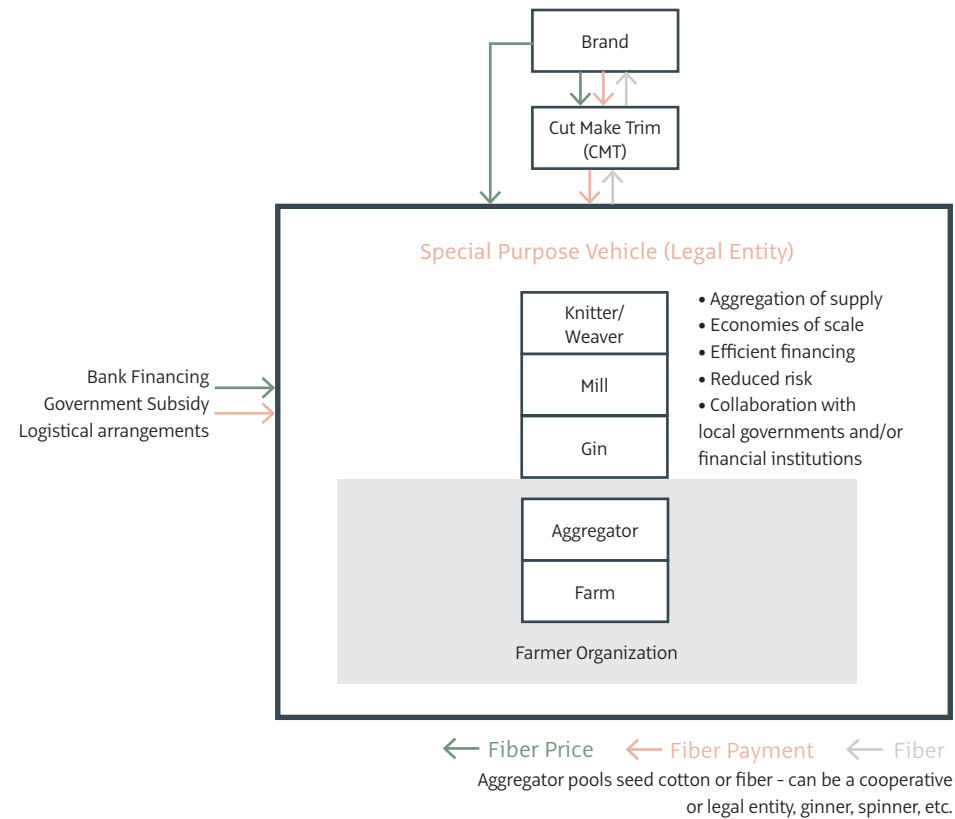 Brand
Cut Make Trim
(CMT)
Special Purpose Vehicle (Legal Entity)
Knitter/
Weaver
Mill
Gin
• Aggregation of supply
• Economies of scale
• Efficient financing
• Reduced risk
• Collaboration with
local governments and/or
financial institutions
Bank Financing
Government Subsidy
Logistical arrangements
Aggregator
Farm
Farmer Organization
Fiber Price
Fiber Payment
Fiber
Aggregator pools seed cotton or fiber - can be a cooperative
or legal entity, ginner, spinner, etc.